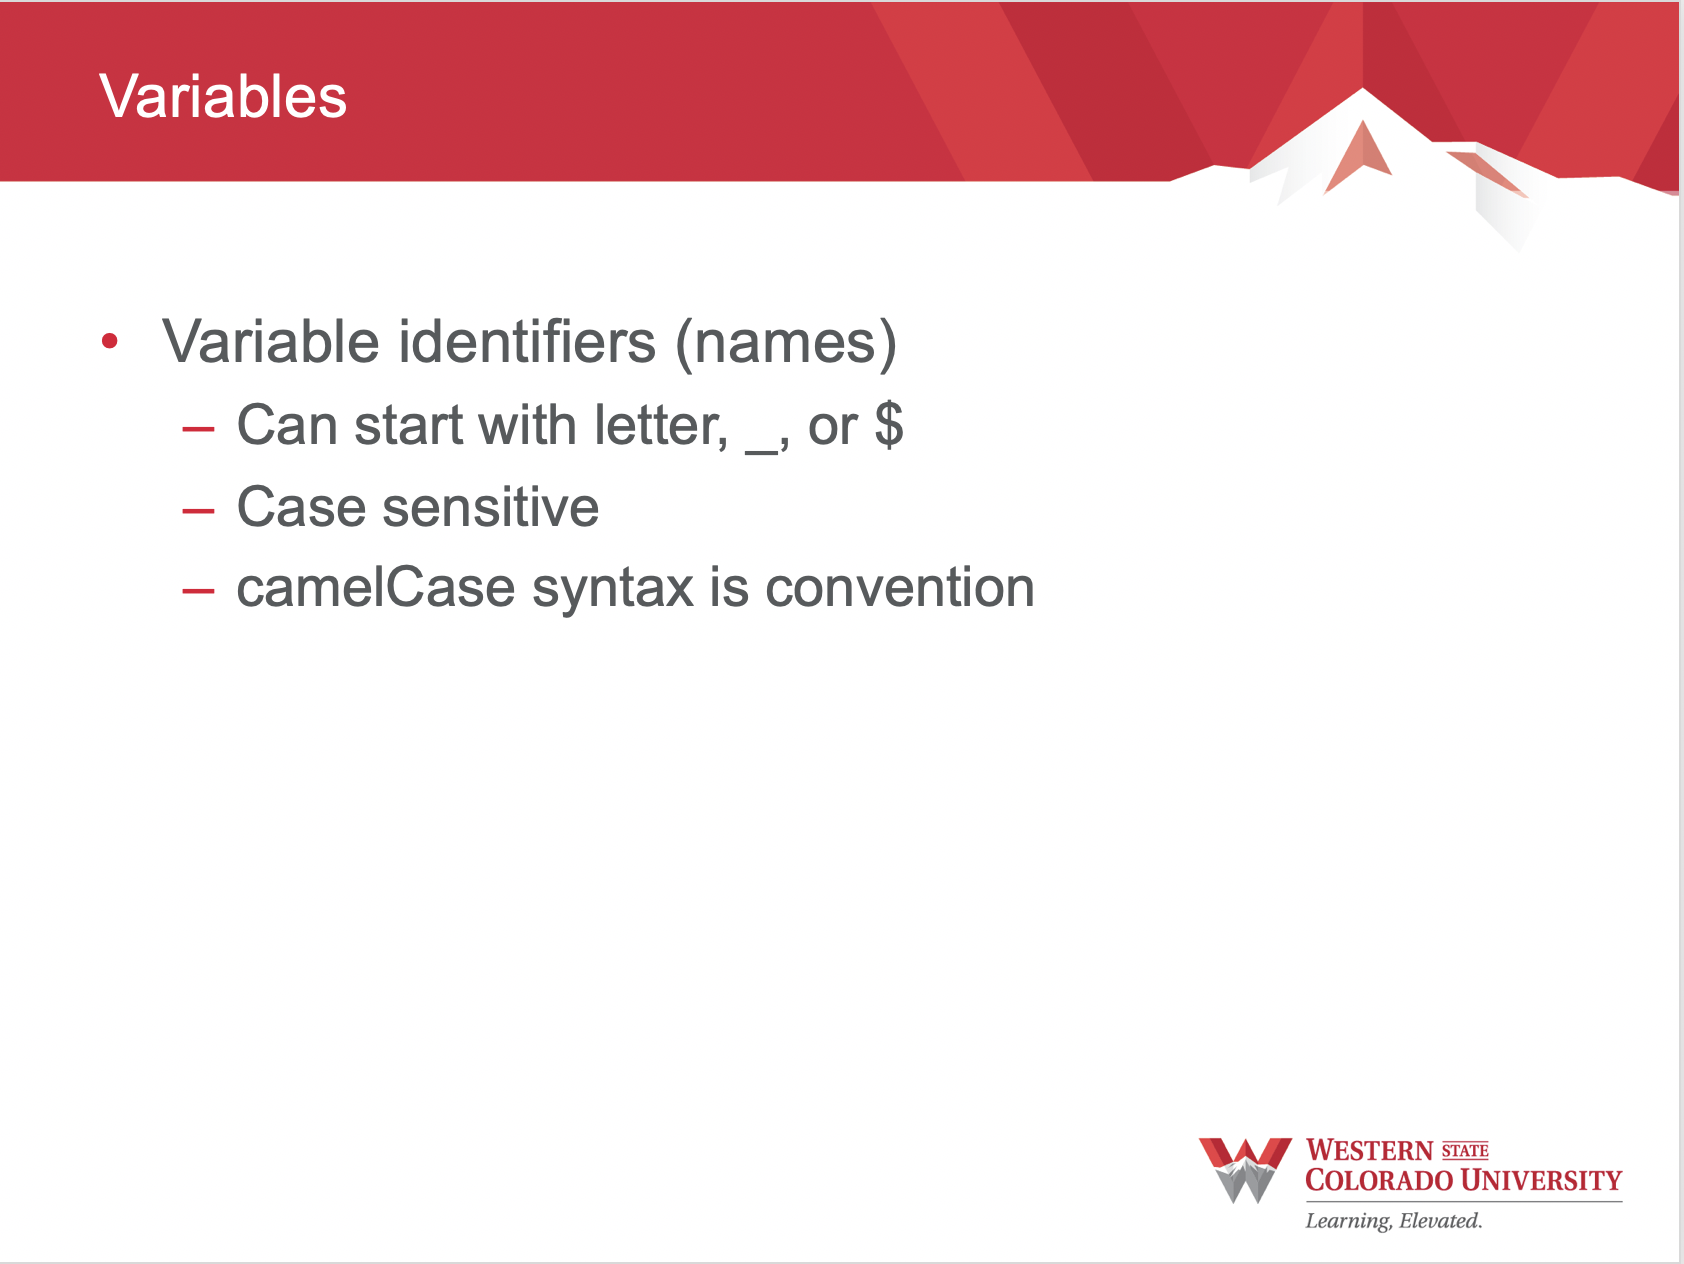 Variables
• Variable identifiers (names)
– Can start with letter, _, or $
– Case sensitive
– camelCase syntax is convention
WESTERN STATE
COLORADO UNIVERSITY
Learning, Elevated.